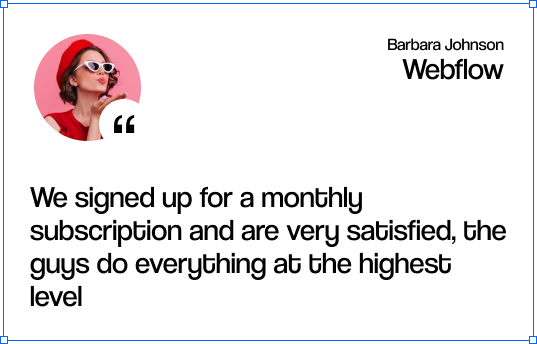 Barbara Johnson
Webflow
“
We signed up for a monthly
subscription and are very satisfied, the
guys do everything at the highest
level